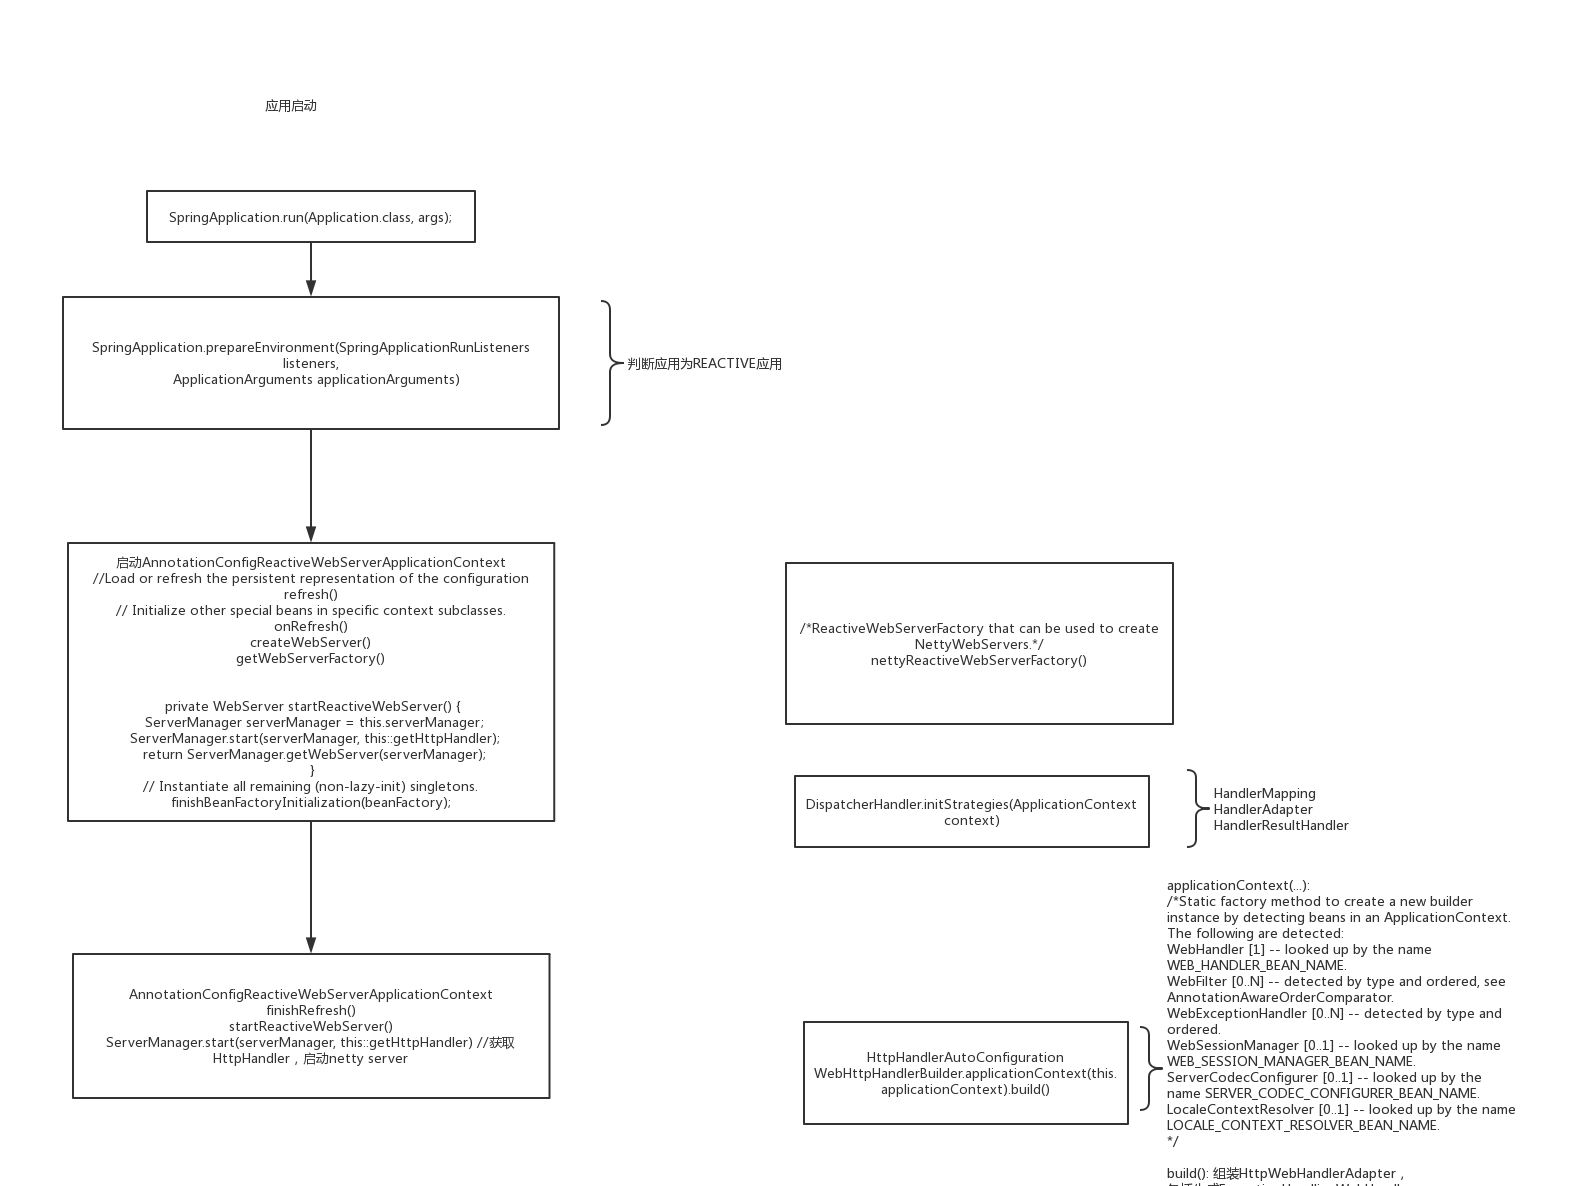 应用启动
SpringApplication.run(Application.class, args);
SpringApplication.prepareEnvironment(SpringApplicationRunListeners
listeners,
ApplicationArguments applicationArguments)
判断应用为REACTIVE应用
启动AnnotationConfigReactiveWebServerApplicationContext
//Load or refresh the persistent representation of the configuration
refresh()
// Initialize other special beans in specific context subclasses.
onRefresh()
createWebServer()
getWebServerFactory()
private WebServer startReactiveWebServer() {
ServerManager serverManager = this.serverManager;
ServerManager.start(serverManager, this::getHttpHandler);
return ServerManager.getWebServer(serverManager);
}
// Instantiate all remaining (non-lazy-init) singletons.
finishBeanFactoryInitialization(beanFactory);
/*ReactiveWebServerFactory that can be used to create
NettyWebServers.*/
nettyReactiveWebServerFactory()
DispatcherHandler.initStrategies(ApplicationContext
context)
HandlerMapping
HandlerAdapter
HandlerResultHandler
AnnotationConfigReactiveWebServerApplicationContext
finishRefresh()
startReactiveWebServer()
ServerManager.start(serverManager, this::getHttpHandler) //获取
HttpHandler，启动netty server
HttpHandlerAutoConfiguration
WebHttpHandlerBuilder.applicationContext(this.
applicationContext).build()
applicationContext(...):
/*Static factory method to create a new builder
instance by detecting beans in an ApplicationContext.
The following are detected:
WebHandler [1] -- looked up by the name
WEB_HANDLER_BEAN_NAME.
WebFilter [0..N] -- detected by type and ordered, see
AnnotationAwareOrderComparator.
WebExceptionHandler [0..N] -- detected by type and
ordered.
WebSessionManager [0..1] -- looked up by the name
WEB_SESSION_MANAGER_BEAN_NAME.
ServerCodecConfigurer [0..1] -- looked up by the
name SERVER_CODEC_CONFIGURER_BEAN_NAME.
LocaleContextResolver [0..1] -- looked up by the name
LOCALE_CONTEXT_RESOLVER_BEAN_NAME.
*/
build(): 组装HttpWebHandlerAdapter，